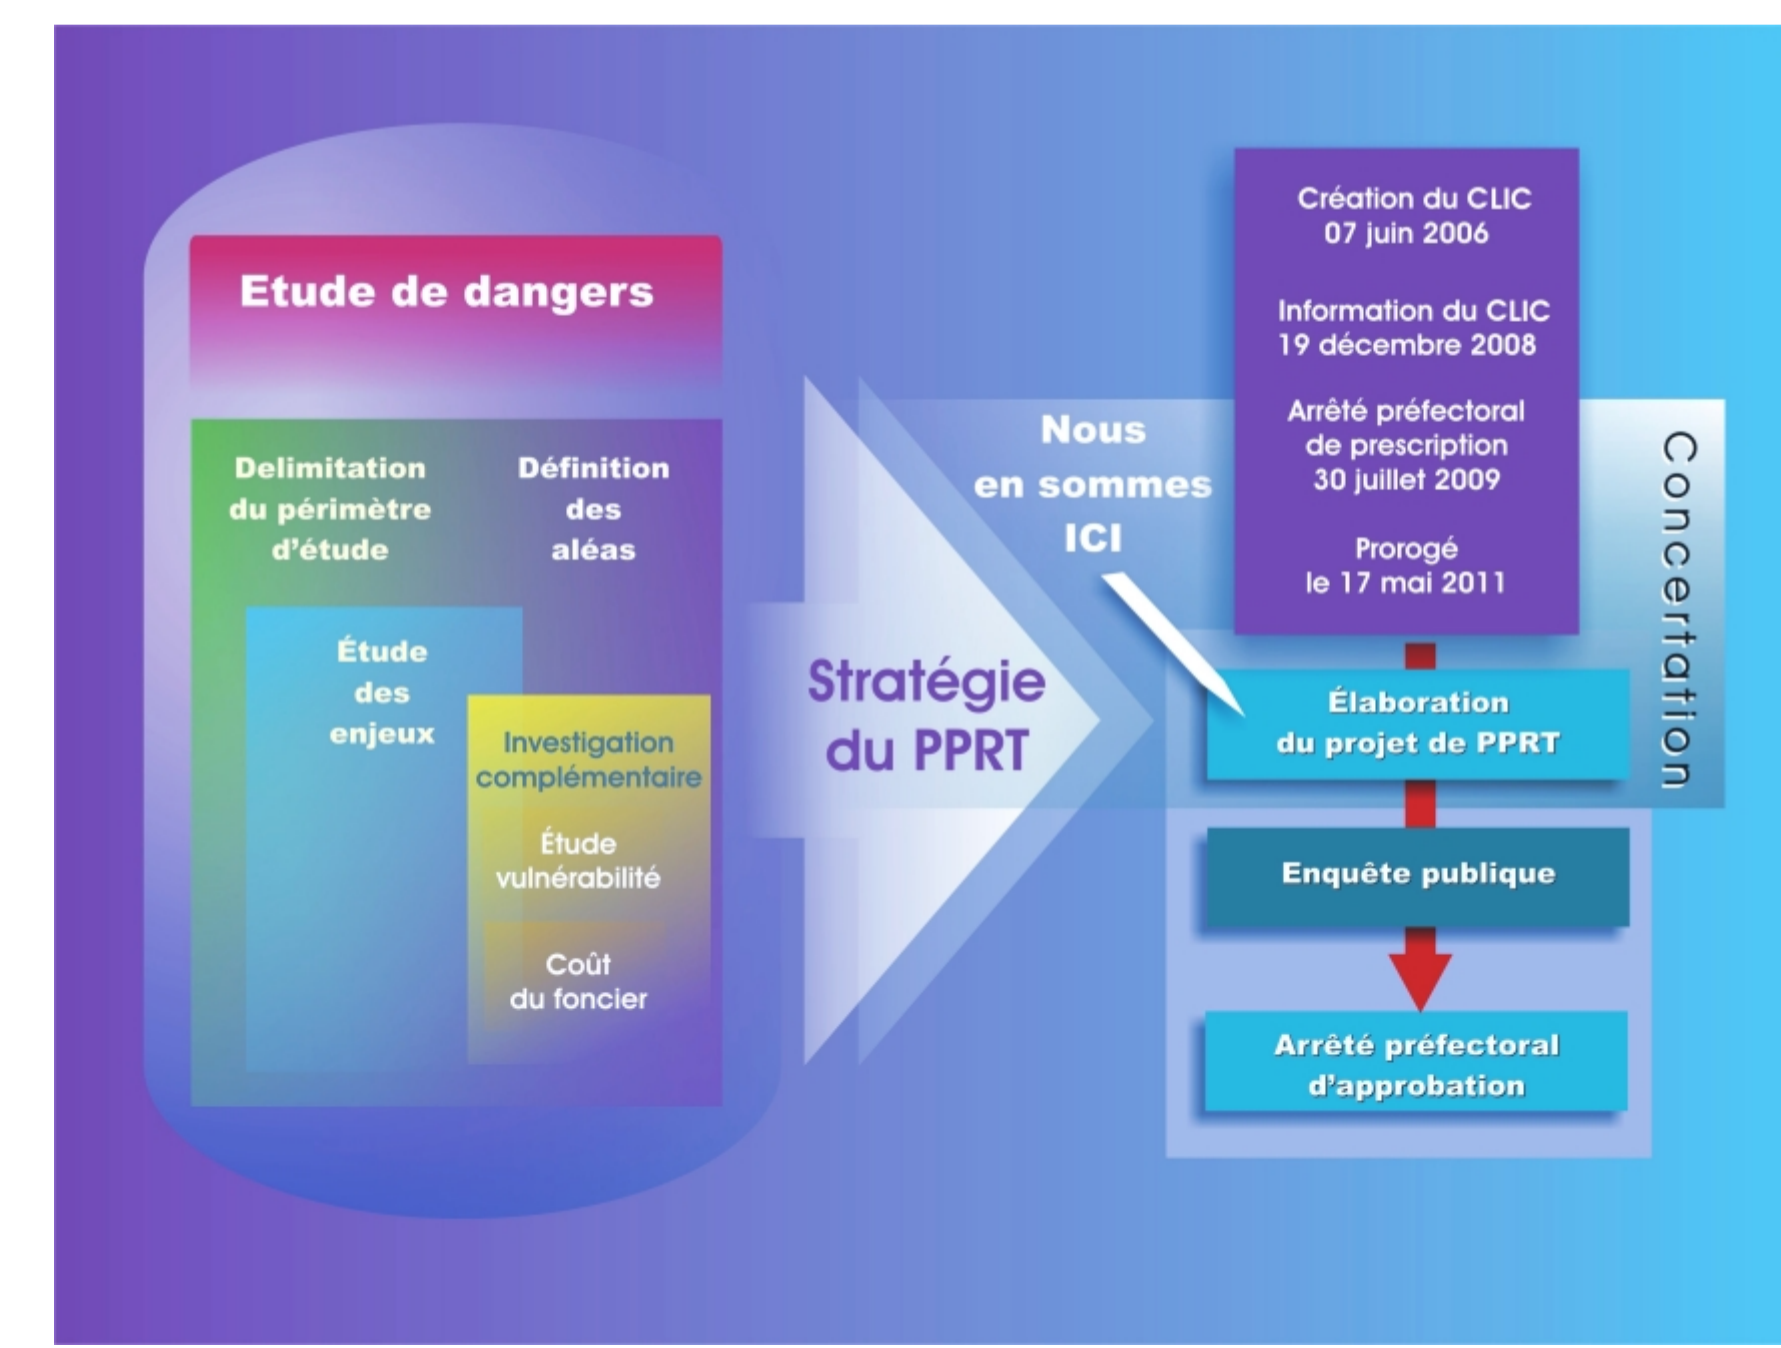 Etude de dangers
Delimitation
du périmètre
d'étude
Définition
des
aléas
Étude
des
enjeux
Investigation
complémentaire
Étude
vulnérabilité
Coût
du foncier
Stratégie
du PPRT
Nous
en sommes
ICI
Création du CLIC
07 juin 2006
Information du CLIC
19 décembre 2008
Arrêté préfectoral
de prescription
30 juillet 2009
Prorogé
le 17 mai 2011
Concertation
Élaboration
du projet de PPRT
Enquête publique
Arrêté préfectoral
d'approbation